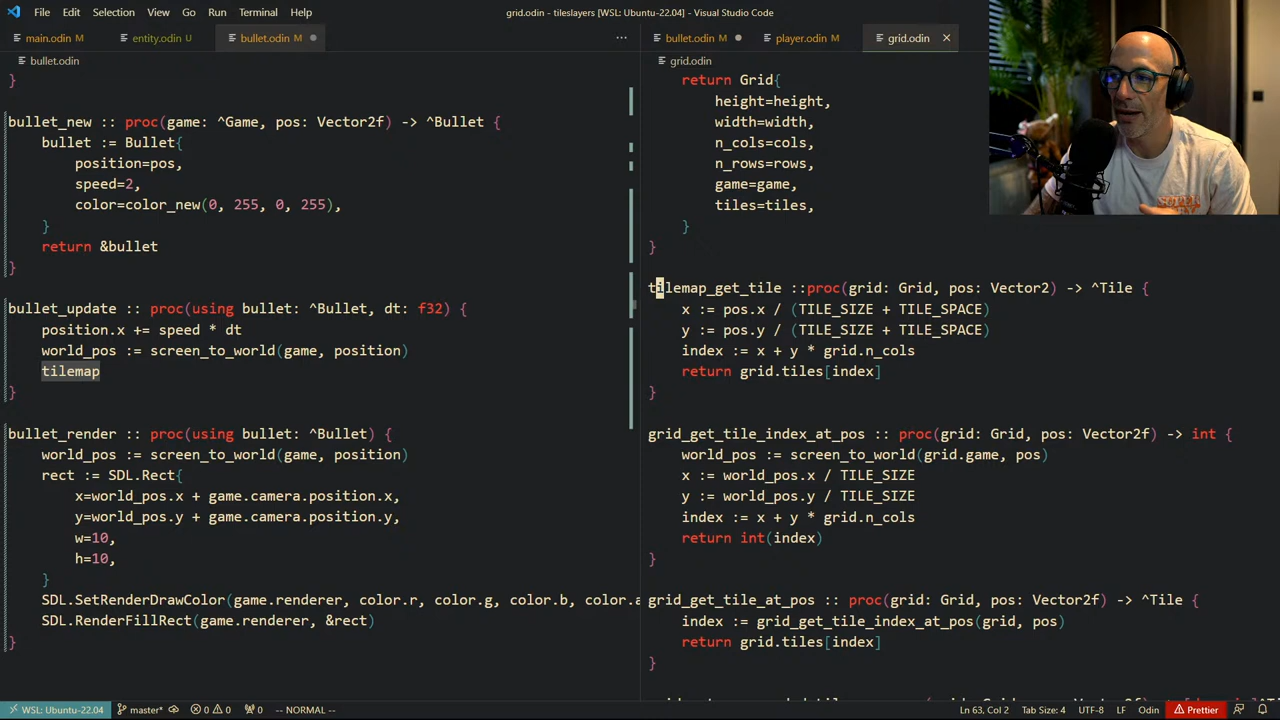 File Edit Selection View Go Run Terminal Help
grid.odin - tileslayers [WSL: Ubuntu-22.04] - Visual Studio Code
main.odin M entity.odin U bullet.odin M
bullet.odin
}
bullet_new :: proc(game: ^Game, pos: Vector2f) -> ^Bullet {
bullet := Bullet{
position=pos,
speed=2,
color=color_new(0, 255, 0, 255),
}
return &bullet
}
bullet_update :: proc(using bullet: ^Bullet, dt: f32) {
position.x += speed * dt
world_pos := screen_to_world(game, position)
tilemap
}
bullet_render :: proc(using bullet: ^Bullet) {
world_pos := screen_to_world(game, position)
rect := SDL.Rect{
x=world_pos.x + game.camera.position.x,
y=world_pos.y + game.camera.position.y,
w=10,
h=10,
}
SDL.SetRenderDrawColor(game.renderer, color.r, color.g, color.b, color.a
SDL.RenderFillRect(game.renderer, &rect)
}
bullet.odin M player.odin M grid.odin
grid.odin
return Grid{
height=height,
width=width,
n_cols=cols,
n_rows=rows,
game=game,
tiles=tiles,
}
}
tilemap_get_tile ::proc(grid: Grid, pos: Vector2) -> ^Tile {
x := pos.x / (TILE_SIZE + TILE_SPACE)
y := pos.y / (TILE_SIZE + TILE_SPACE)
index := x + y * grid.n_cols
return grid.tiles[index]
}
grid_get_tile_index_at_pos :: proc(grid: Grid, pos: Vector2f) -> int {
world_pos := screen_to_world(grid.game, pos)
x := world_pos.x / TILE_SIZE
y := world_pos.y / TILE_SIZE
index := x + y * grid.n_cols
return int(index)
}
grid_get_tile_at_pos :: proc(grid: Grid, pos: Vector2f) -> ^Tile {
index := grid_get_tile_index_at_pos(grid, pos)
return grid.tiles[index]
}
WSL: Ubuntu-22.04 master* 0 0 0 -- NORMAL -- Ln 63, Col 2 Tab Size: 4 UTF-8 LF Odin Prettier